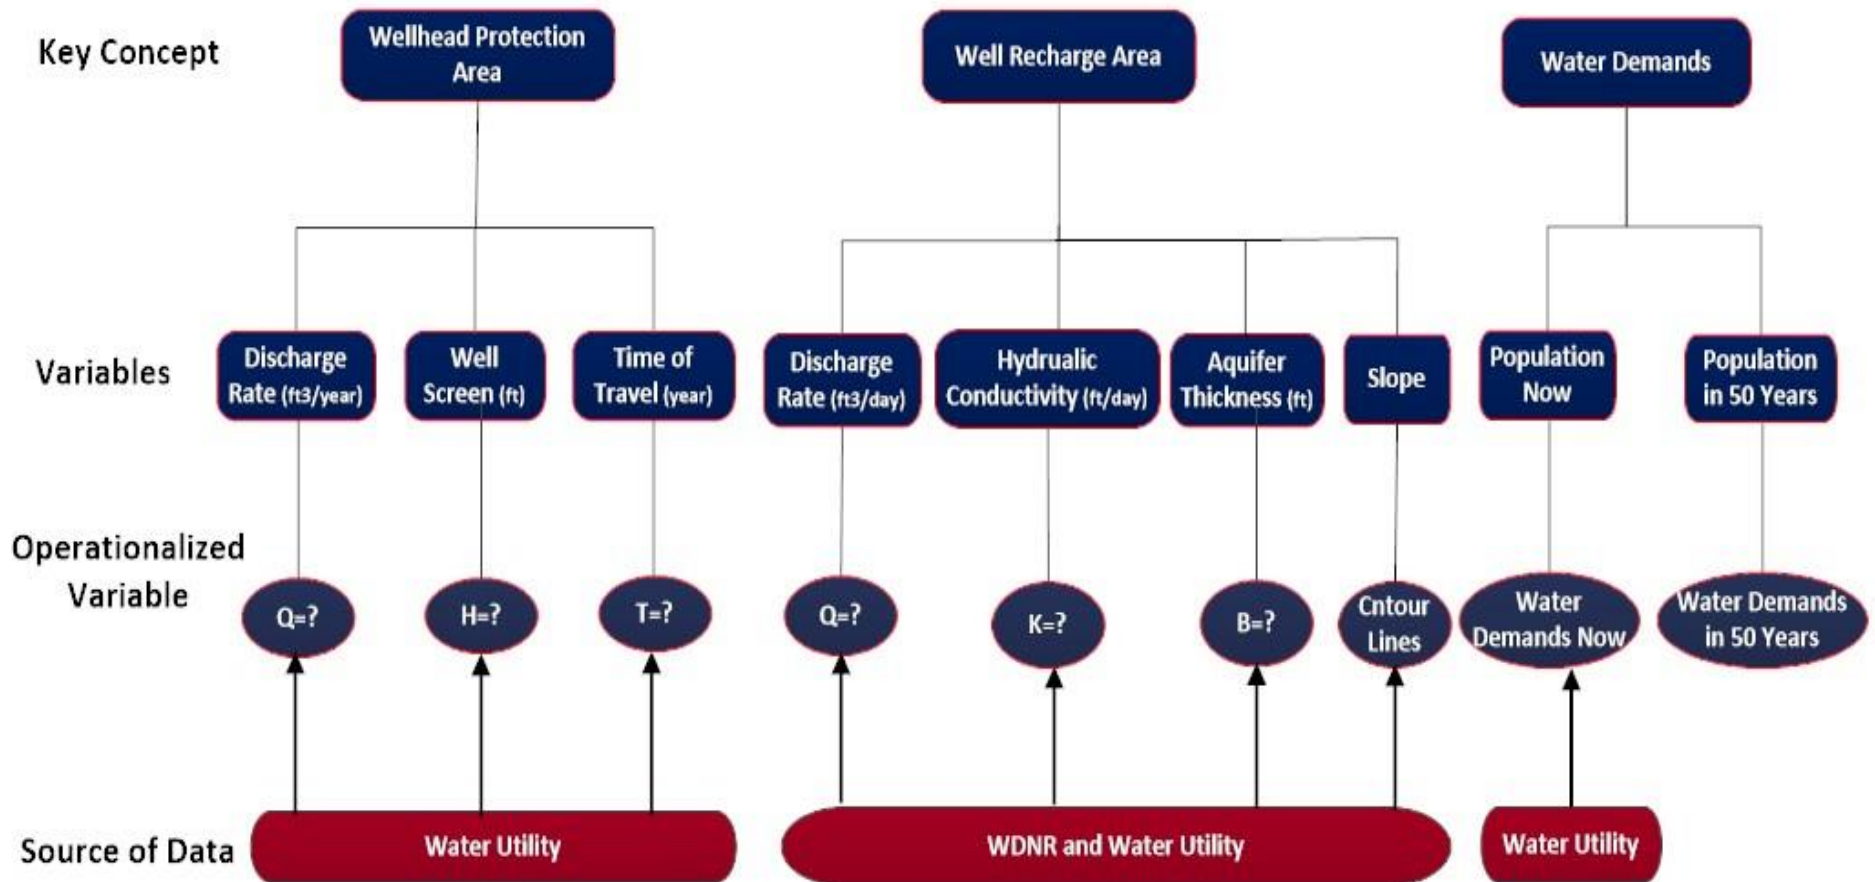 Key Concept
Wellhead Protection
Area
Well Recharge Area
Water Demands
Variables
Discharge
Rate (ft3/year)
Well
Screen (ft)
Time of
Travel (year)
Discharge
Rate (ft3/day)
Hydrualic
Conductivity (ft/day)
Aquifer
Thickness (ft)
Slope
Population
Now
Population
in 50 Years
Operationalized
Variable
Q=?
H=?
T=?
Q=?
K=?
B=?
Cntour
Lines
Water
Demands Now
Water Demands
in 50 Years
Source of Data
Water Utility
WDNR and Water Utility
Water Utility